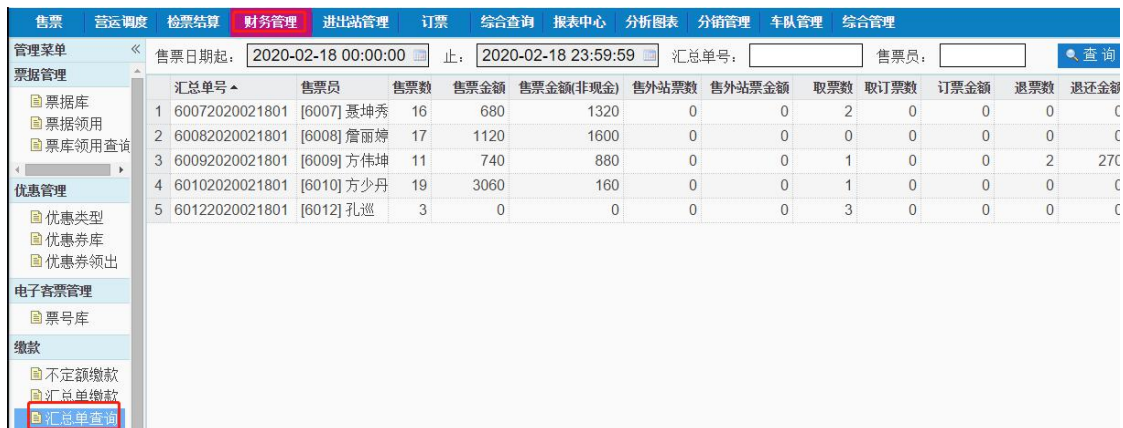 售票 营运调度 检票结算 财务管理 进出站管理 订票 综合查询 报表中心 分析图表 分销管理 车队管理 综合管理
管理菜单 «
售票日期起： 2020-02-18 00:00:00 止： 2020-02-18 23:59:59 汇总单号： 售票员： 查询
票据管理
票据库
票据领用
票库领用查询
优惠管理
优惠类型
优惠券库
优惠券领出
电子客票管理
票号库
缴款
不定额缴款
汇总单缴款
汇总单查询
汇总单号 售票员 售票数 售票金额 售票金额(非现金) 售外站票数 售外站票金额 取票数 取订票数 订票金额 退票数 退还金额
1 60072020021801 [6007] 聂坤秀 16 680 1320 0 0 2 0 0 0 0
2 60082020021801 [6008] 詹丽婷 17 1120 1600 0 0 0 0 0 0 0
3 60092020021801 [6009] 方伟坤 11 740 880 0 0 1 0 0 2 270
4 60102020021801 [6010] 方少丹 19 3060 160 0 0 1 0 0 0 0
5 60122020021801 [6012] 孔巡 3 0 0 0 0 3 0 0 0 0